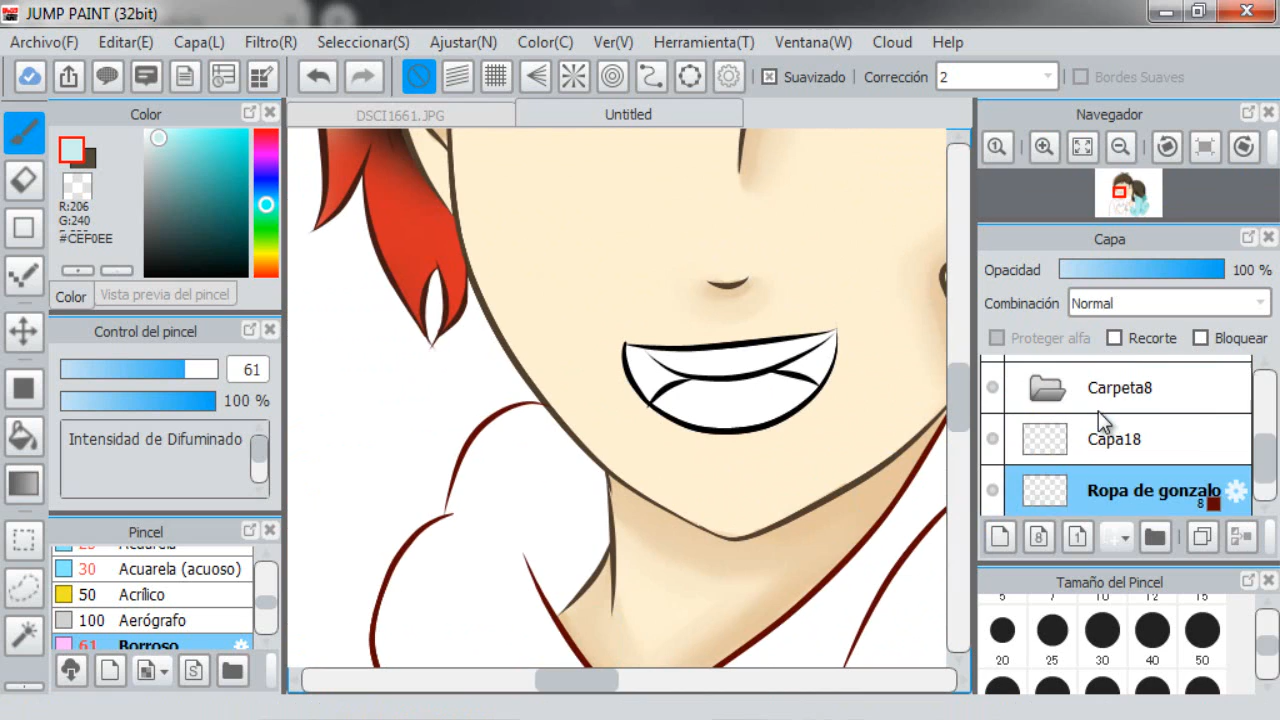 JUMP PAINT (32bit)
Archivo(F) Editar(E) Capa(L) Filtro(R) Seleccionar(S) Ajustar(N) Color(C) Ver(V) Herramienta(T) Ventana(W) Cloud Help
Suavizado Corrección 2 Bordes Suaves
Color
R:206
G:240
#CEF0EE
Color Vista previa del pincel
Control del pincel
61
100 %
Intensidad de Difuminado
Pincel
Acuarela
30 Acuarela (acuoso)
50 Acrílico
100 Aerógrafo
61 Borroso
DSCI1661.JPG Untitled
Navegador
Capa
Opacidad 100 %
Combinación Normal
Proteger alfa Recorte Bloquear
Carpeta8
Capa18
Ropa de gonzalo
8
8 1
Tamaño del Pincel
5 7 10 12 15
20 25 30 40 50